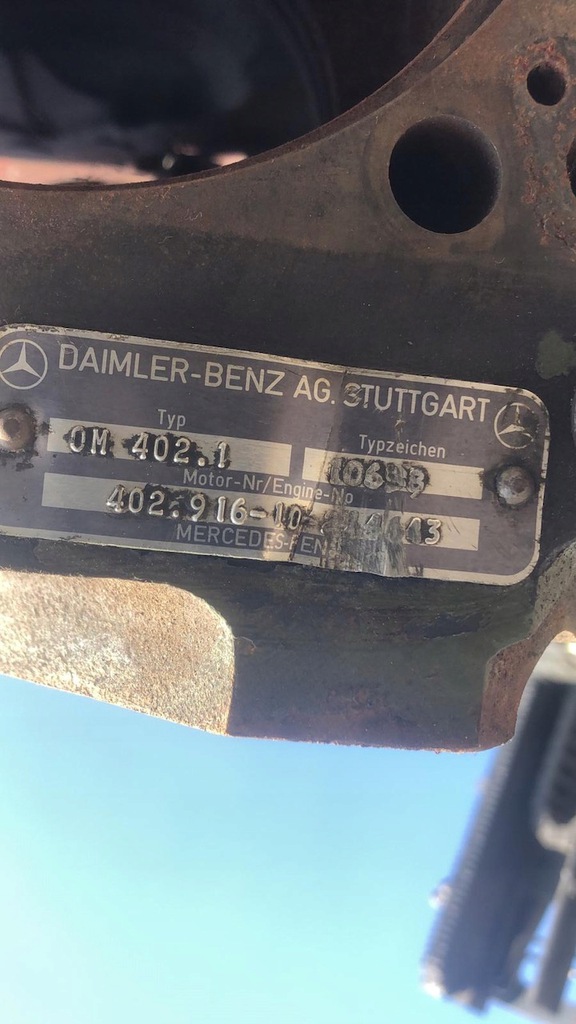 DAIMLER-BENZ AG. STUTTGART
Typ Typzeichen
OM 402.1
Motor-Nr/Engine-No
402.916-10